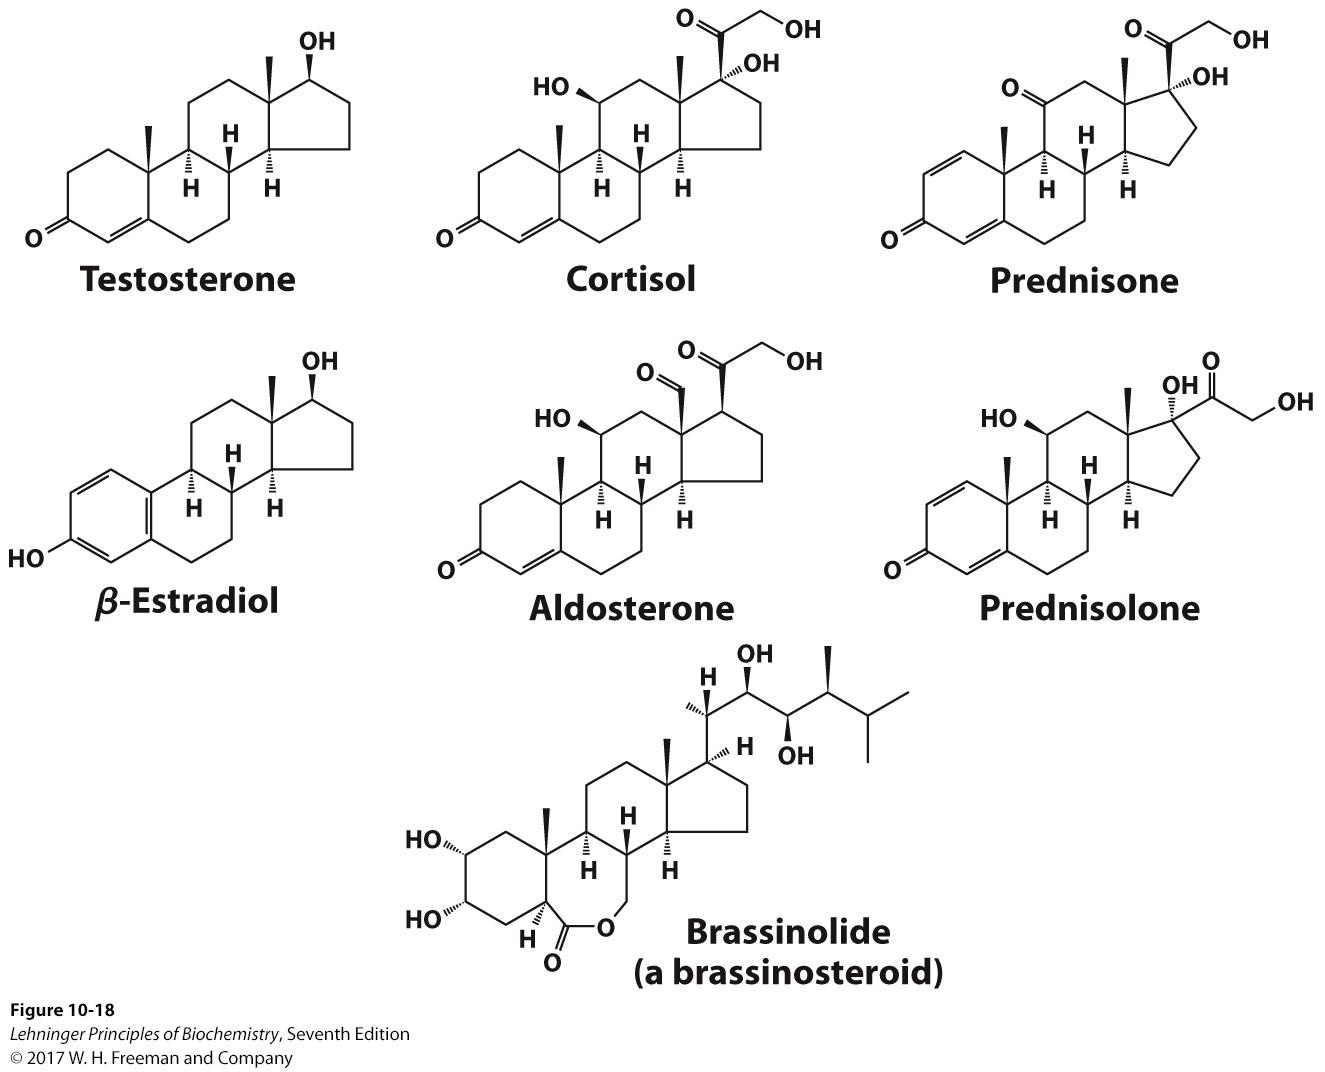 OH
H
H
H
O
Testosterone
O
OH
OH
HO
H
H
H
O
Cortisol
O
OH
OH
O
H
H
H
O
Prednisone
OH
H
H
H
HO
β-Estradiol
O
OH
O
HO
H
H
H
O
Aldosterone
O
OH
OH
HO
H
H
H
O
Prednisolone
OH
H
H
OH
HO
H
H
H
HO
H
O
O
Brassinolide
(a brassinosteroid)
Figure 10-18
Lehninger Principles of Biochemistry, Seventh Edition
© 2017 W. H. Freeman and Company